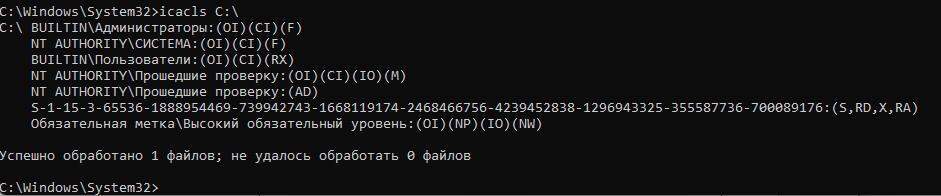 C:\Windows\System32>icacls C:\
C:\ BUILTIN\Администраторы:(OI)(CI)(F)
NT AUTHORITY\СИСТЕМА:(OI)(CI)(F)
BUILTIN\Пользователи:(OI)(CI)(RX)
NT AUTHORITY\Прошедшие проверку:(OI)(CI)(IO)(M)
NT AUTHORITY\Прошедшие проверку:(AD)
S-1-15-3-65536-1888954469-739942743-1668119174-2468466756-4239452838-1296943325-355587736-700089176:(S,RD,X,RA)
Обязательная метка\Высокий обязательный уровень:(OI)(NP)(IO)(NW)
Успешно обработано 1 файлов; не удалось обработать 0 файлов
C:\Windows\System32>